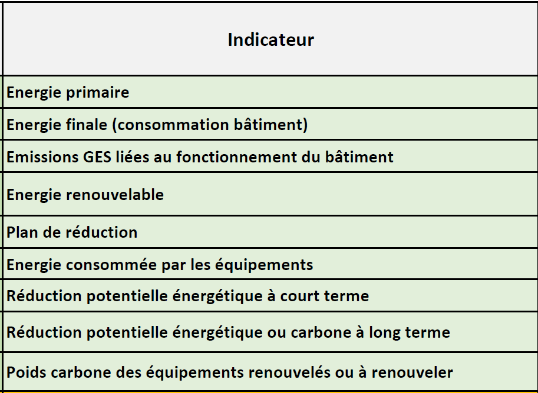 Indicateur
Energie primaire
Energie finale (consommation bâtiment)
Emissions GES liées au fonctionnement du bâtiment
Energie renouvelable
Plan de réduction
Energie consommée par les équipements
Réduction potentielle énergétique à court terme
Réduction potentielle énergétique ou carbone à long terme
Poids carbone des équipements renouvelés ou à renouveler